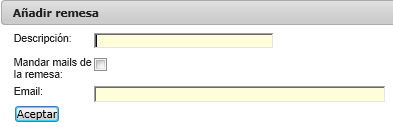 Añadir remesa
Descripción:
Mandar mails de
la remesa:
Email:
Aceptar